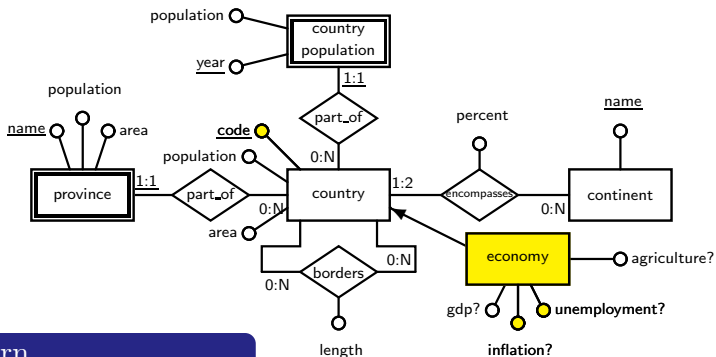 population
country
population
year
1:1
population
name
area
code
part_of
percent
name
population
0:N
province
1:1
part_of
0:N
country
1:2
encompasses
0:N
continent
area
borders
0:N
0:N
economy
agriculture?
gdp?
unemployment?
length
inflation?